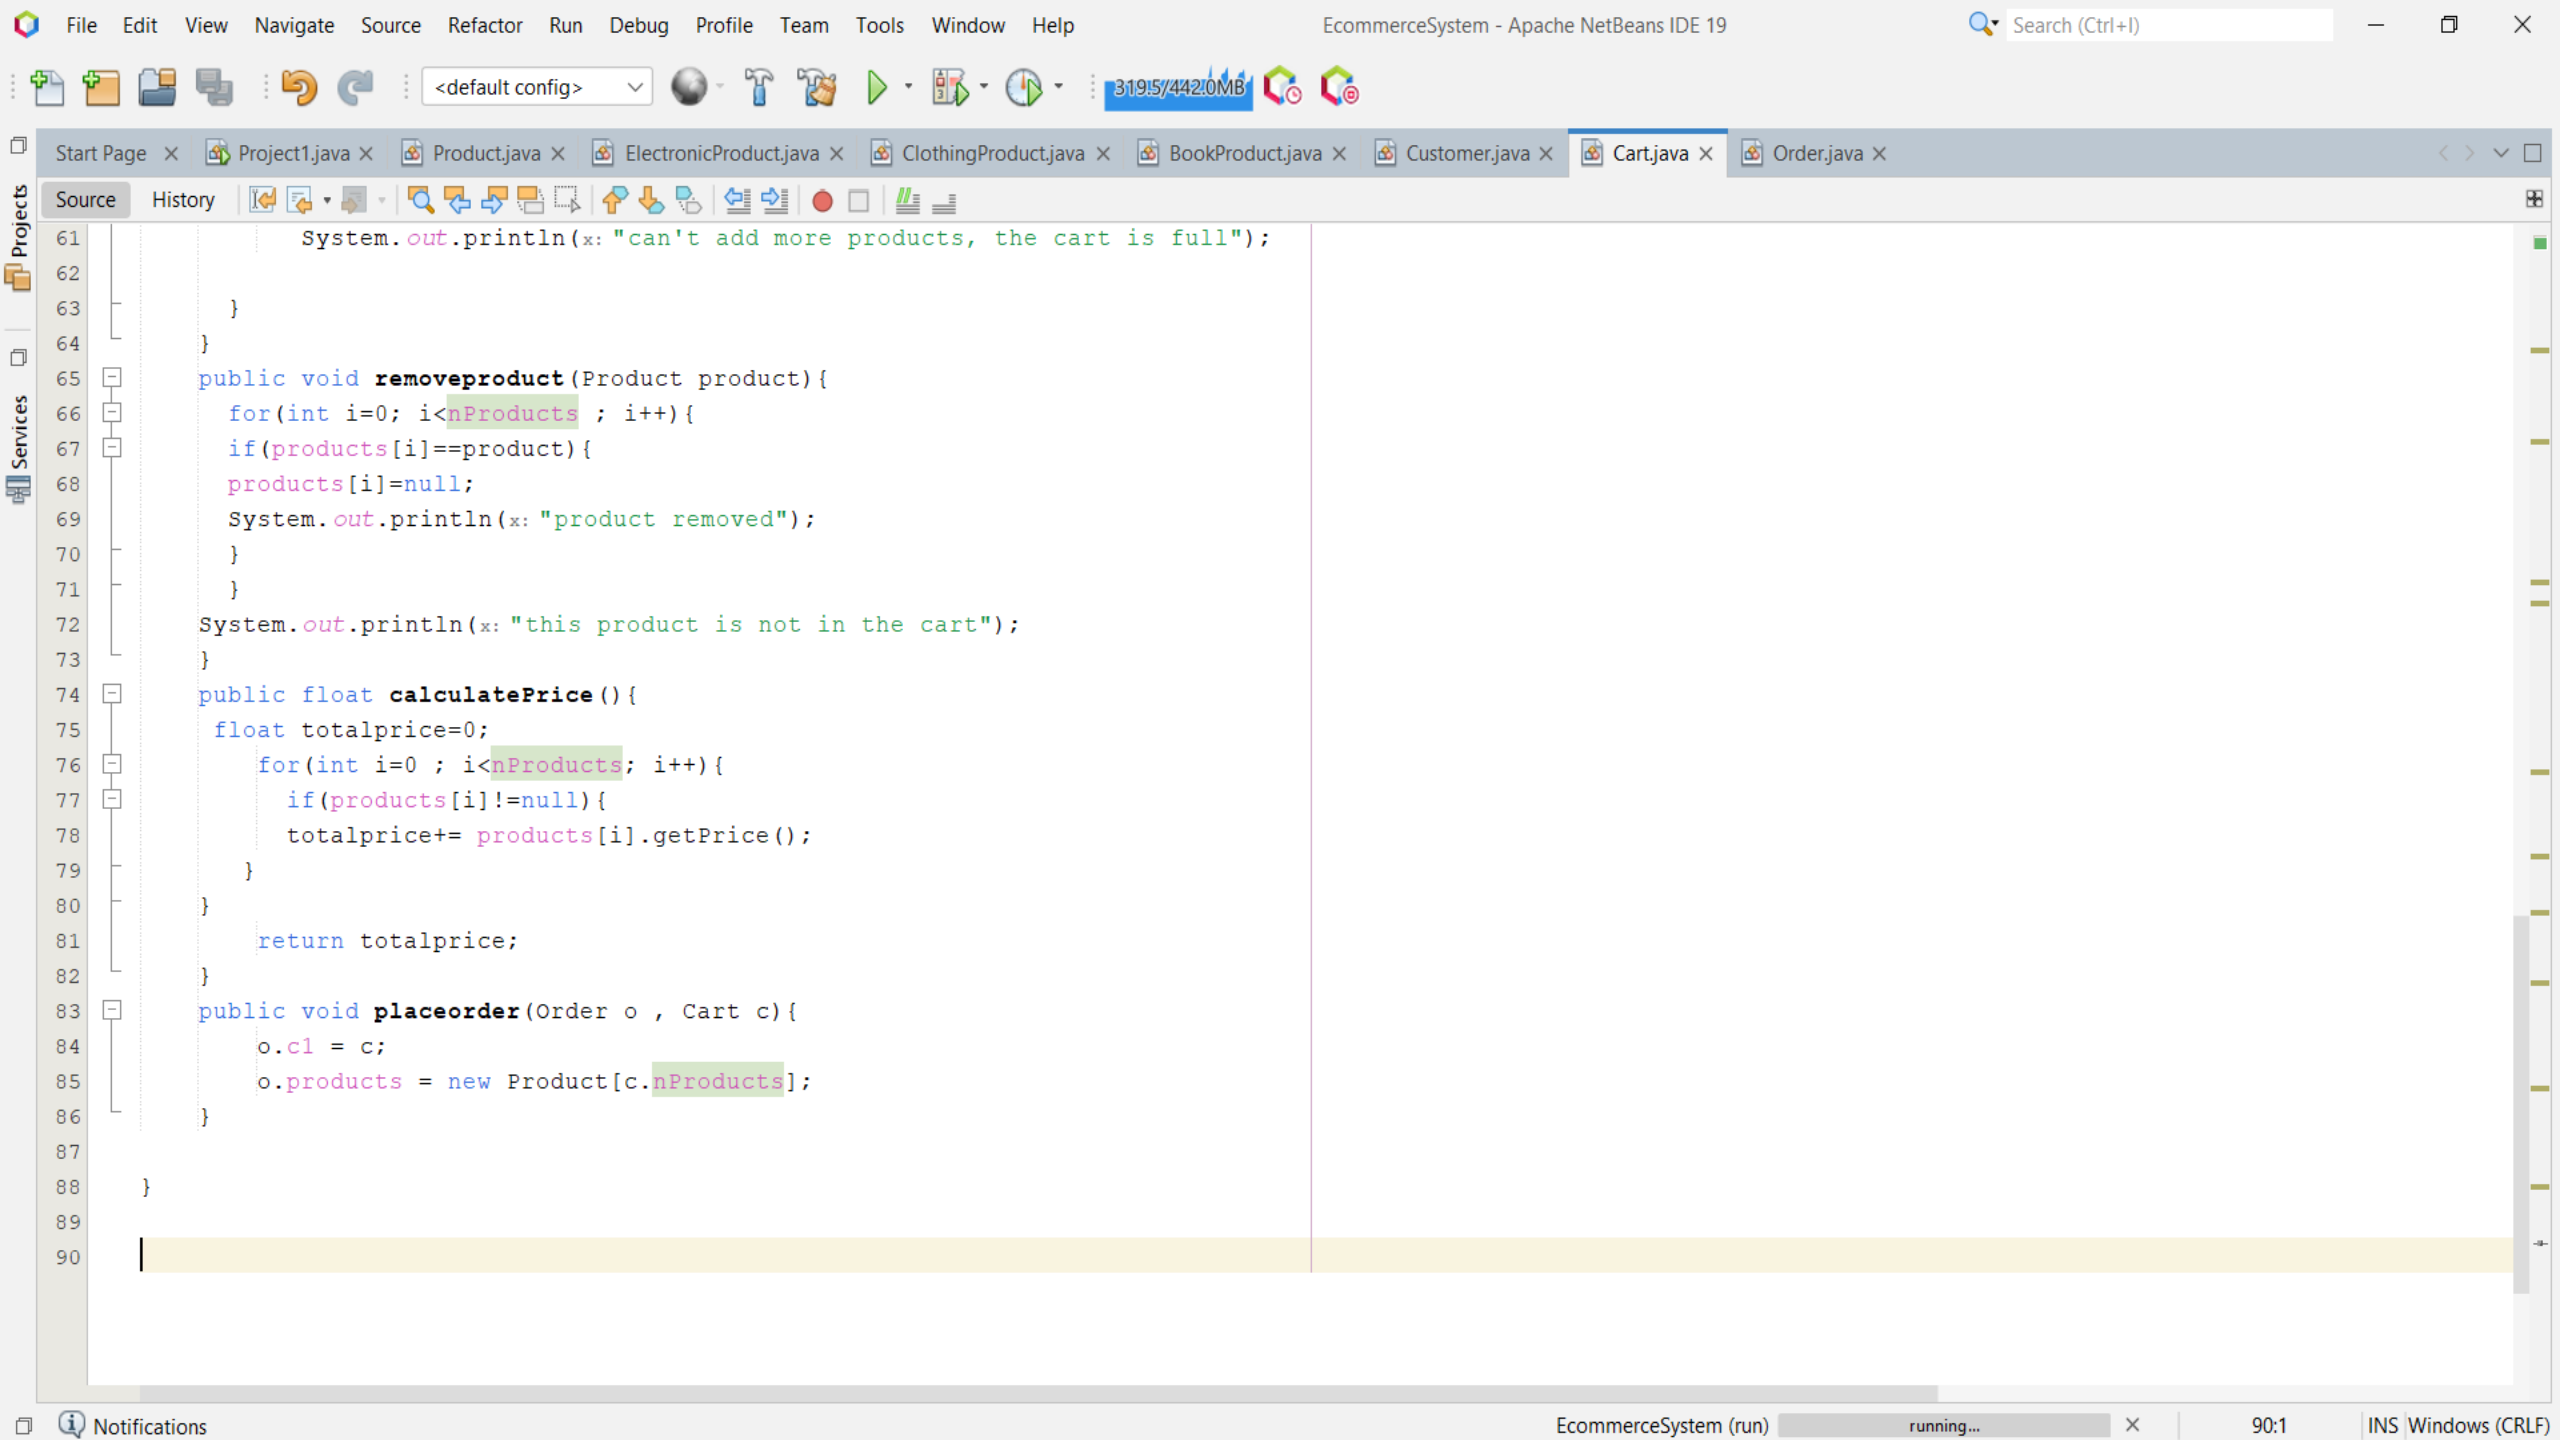 File Edit View Navigate Source Refactor Run Debug Profile Team Tools Window Help EcommerceSystem - Apache NetBeans IDE 19 Search (Ctrl+I)
<default config> 319.5/442.0MB
Start Page Project1.java Product.java ElectronicProduct.java ClothingProduct.java BookProduct.java Customer.java Cart.java Order.java
Source History
Projects
Services
61 System.out.println(x: "can't add more products, the cart is full");
62
63 }
64 }
65 public void removeproduct(Product product){
66 for(int i=0; i<nProducts ; i++){
67 if(products[i]==product){
68 products[i]=null;
69 System.out.println(x: "product removed");
70 }
71 }
72 System.out.println(x: "this product is not in the cart");
73 }
74 public float calculatePrice(){
75 float totalprice=0;
76 for(int i=0 ; i<nProducts; i++){
77 if(products[i]!=null){
78 totalprice+= products[i].getPrice();
79 }
80 }
81 return totalprice;
82 }
83 public void placeorder(Order o , Cart c){
84 o.c1 = c;
85 o.products = new Product[c.nProducts];
86 }
87
88 }
89
90
Notifications EcommerceSystem (run) running... 90:1 INS Windows (CRLF)